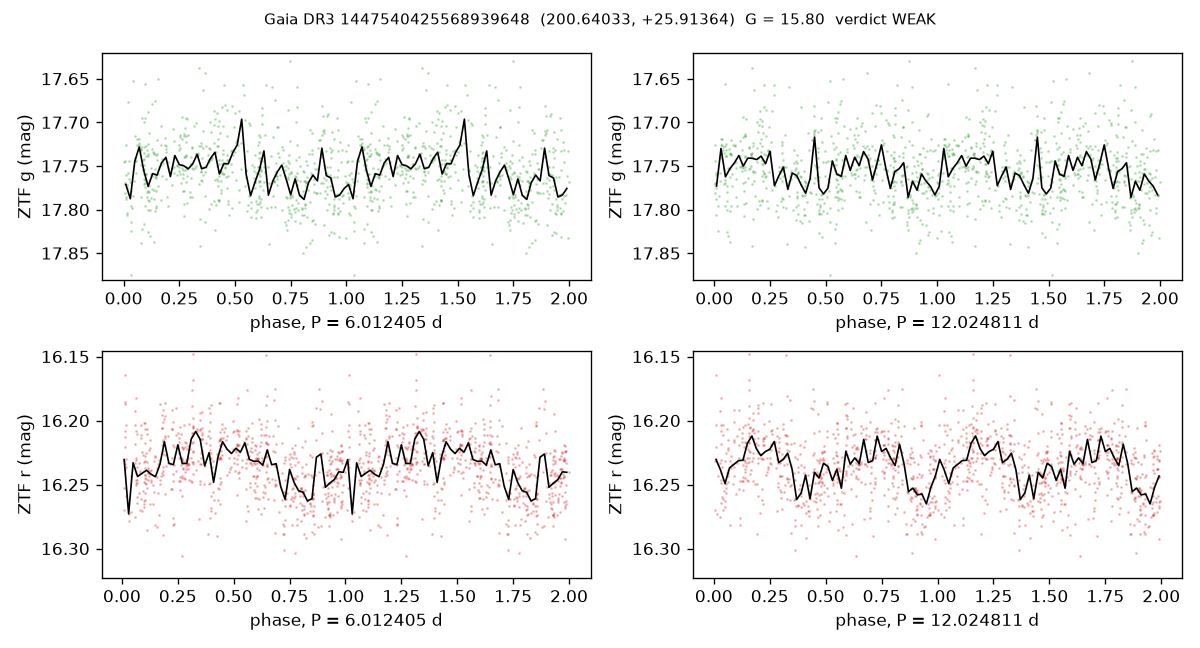 Gaia DR3 1447540425568939648 (200.64033, +25.91364) G = 15.80 verdict WEAK
ZTF g (mag)
17.65
17.70
17.75
17.80
17.85
0.00 0.25 0.50 0.75 1.00 1.25 1.50 1.75 2.00
phase, P = 6.012405 d
ZTF g (mag)
17.65
17.70
17.75
17.80
17.85
0.00 0.25 0.50 0.75 1.00 1.25 1.50 1.75 2.00
phase, P = 12.024811 d
ZTF r (mag)
16.15
16.20
16.25
16.30
0.00 0.25 0.50 0.75 1.00 1.25 1.50 1.75 2.00
phase, P = 6.012405 d
ZTF r (mag)
16.15
16.20
16.25
16.30
0.00 0.25 0.50 0.75 1.00 1.25 1.50 1.75 2.00
phase, P = 12.024811 d